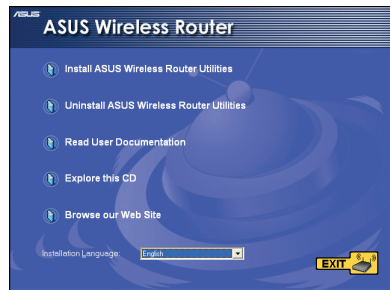 ASUS
ASUS Wireless Router
Install ASUS Wireless Router Utilities
Uninstall ASUS Wireless Router Utilities
Read User Documentation
Explore this CD
Browse our Web Site
Installation Language: English
EXIT